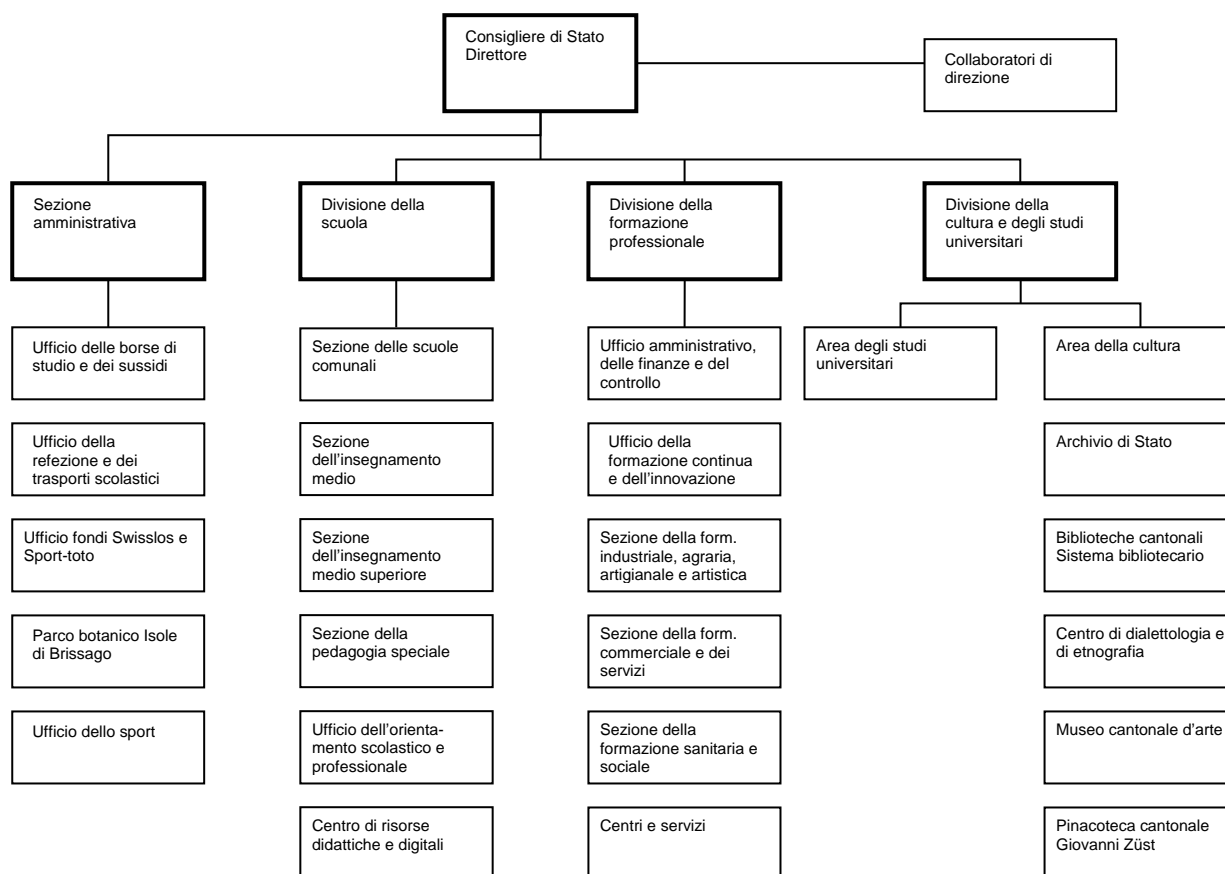 Consigliere di Stato
Direttore
Collaboratori di
direzione
Sezione
amministrativa
Divisione della
scuola
Divisione della
formazione
professionale
Divisione della
cultura e degli studi
universitari
Ufficio delle borse di
studio e dei sussidi
Sezione delle scuole
comunali
Ufficio amministrativo,
delle finanze e del
controllo
Area degli studi
universitari
Area della cultura
Ufficio della
refezione e dei
trasporti scolastici
Sezione
dell'insegnamento
medio
Ufficio della
formazione continua
e dell'innovazione
Archivio di Stato
Ufficio fondi Swisslos e
Sport-toto
Sezione
dell'insegnamento
medio superiore
Sezione della form.
industriale, agraria,
artigianale e artistica
Biblioteche cantonali
Sistema bibliotecario
Parco botanico Isole
di Brissago
Sezione della
pedagogia speciale
Sezione della form.
commerciale e dei
servizi
Centro di dialettologia e
di etnografia
Ufficio dello sport
Ufficio dell'orienta-
mento scolastico e
professionale
Sezione della
formazione sanitaria e
sociale
Museo cantonale d'arte
Centro di risorse
didattiche e digitali
Centri e servizi
Pinacoteca cantonale
Giovanni Züst